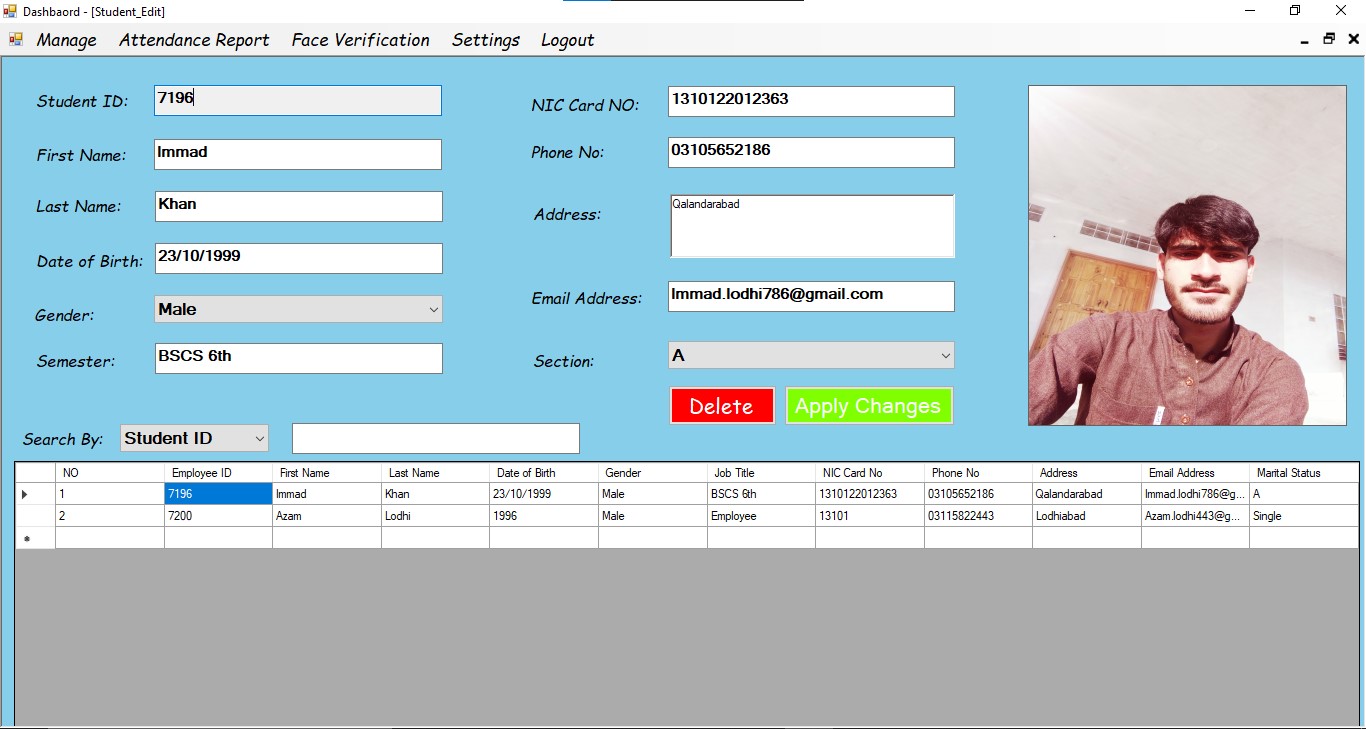 Dashbaord - [Student_Edit]
Manage Attendance Report Face Verification Settings Logout
Student ID: 7196
First Name: Immad
Last Name: Khan
Date of Birth: 23/10/1999
Gender: Male
Semester: BSCS 6th
NIC Card NO: 1310122012363
Phone No: 03105652186
Address: Qalandarabad
Email Address: Immad.lodhi786@gmail.com
Section: A
Delete Apply Changes
Search By: Student ID
NO Employee ID First Name Last Name Date of Birth Gender Job Title NIC Card No Phone No Address Email Address Marital Status
1 7196 Immad Khan 23/10/1999 Male BSCS 6th 1310122012363 03105652186 Qalandarabad Immad.lodhi786@g... A
2 7200 Azam Lodhi 1996 Male Employee 13101 03115822443 Lodhiabad Azam.lodhi443@g... Single